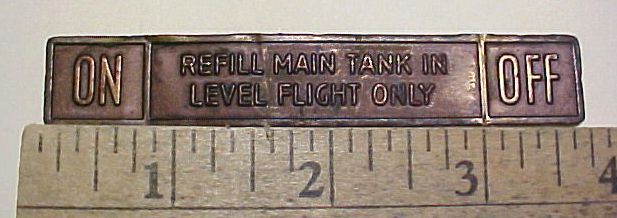 ON
REFILL MAIN TANK IN
LEVEL FLIGHT ONLY
OFF
1 2 3 4